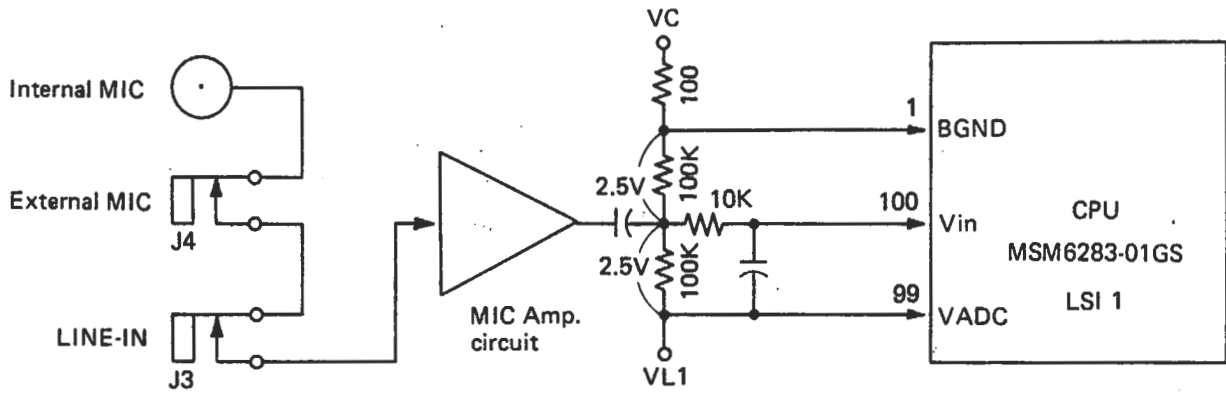 Internal MIC
External MIC
J4
LINE-IN
J3
MIC Amp.
circuit
VC
100
100K
2.5V
10K
2.5V
100K
VL1
1
BGND
100
Vin
99
VADC
CPU
MSM6283-01GS
LSI 1